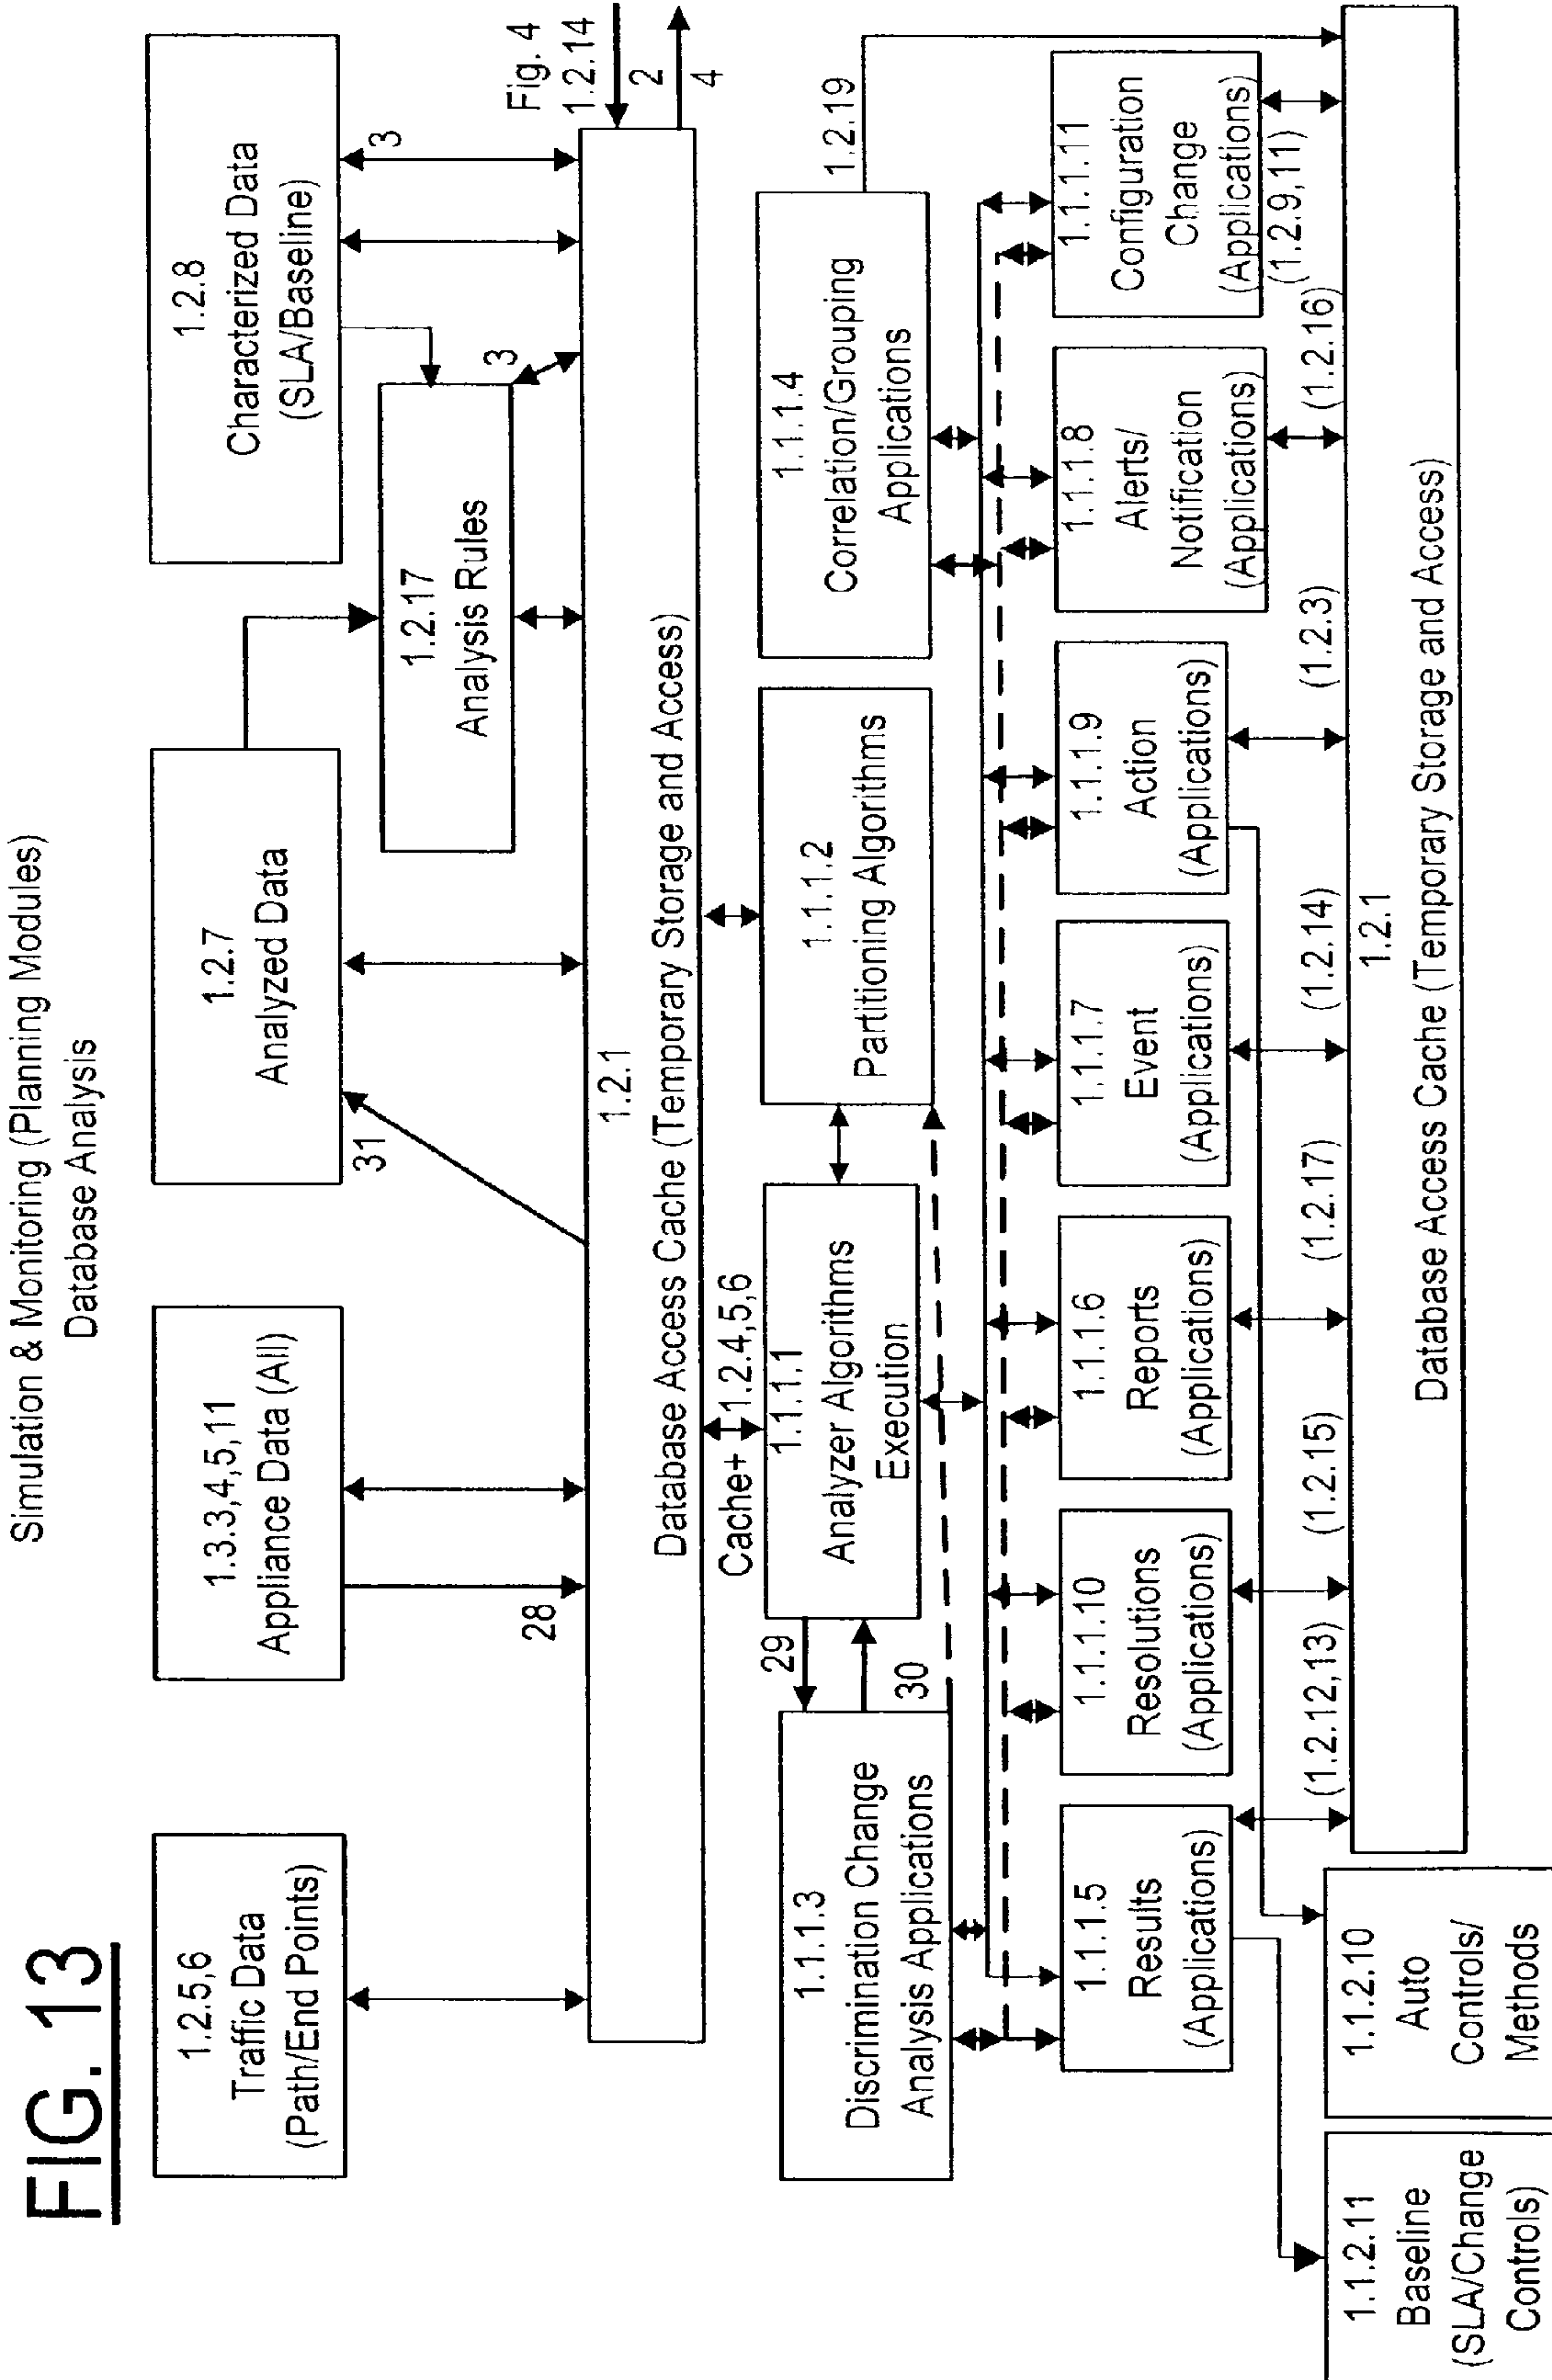 FIG. 13
Simulation & Monitoring (Planning Modules)
Database Analysis
1.2.5,6
Traffic Data
(Path/End Points)
1.3.3,4,5,11
Appliance Data (All)
1.2.7
Analyzed Data
1.2.8
Characterized Data
(SLA/Baseline)
28
31
1.2.17
Analysis Rules
3
3
Fig. 4
1.2.14
2
4
1.2.1
Database Access Cache (Temporary Storage and Access)
Cache+
1.2.4,5,6
1.1.1.3
Discrimination Change
Analysis Applications
29
30
1.1.1.1
Analyzer Algorithms
Execution
1.1.1.2
Partitioning Algorithms
1.1.1.4
Correlation/Grouping
Applications
1.2.19
1.1.1.5
Results
(Applications)
1.1.1.10
Resolutions
(Applications)
1.1.1.6
Reports
(Applications)
1.1.1.7
Event
(Applications)
1.1.1.9
Action
(Applications)
1.1.1.8
Alerts/
Notification
(Applications)
1.1.1.11
Configuration
Change
(Applications)
(1.2.9,11)
(1.2.12,13)
(1.2.15)
(1.2.17)
(1.2.14)
(1.2.3)
(1.2.16)
1.2.1
Database Access Cache (Temporary Storage and Access)
1.1.2.11
Baseline
(SLA/Change
Controls)
1.1.2.10
Auto
Controls/
Methods